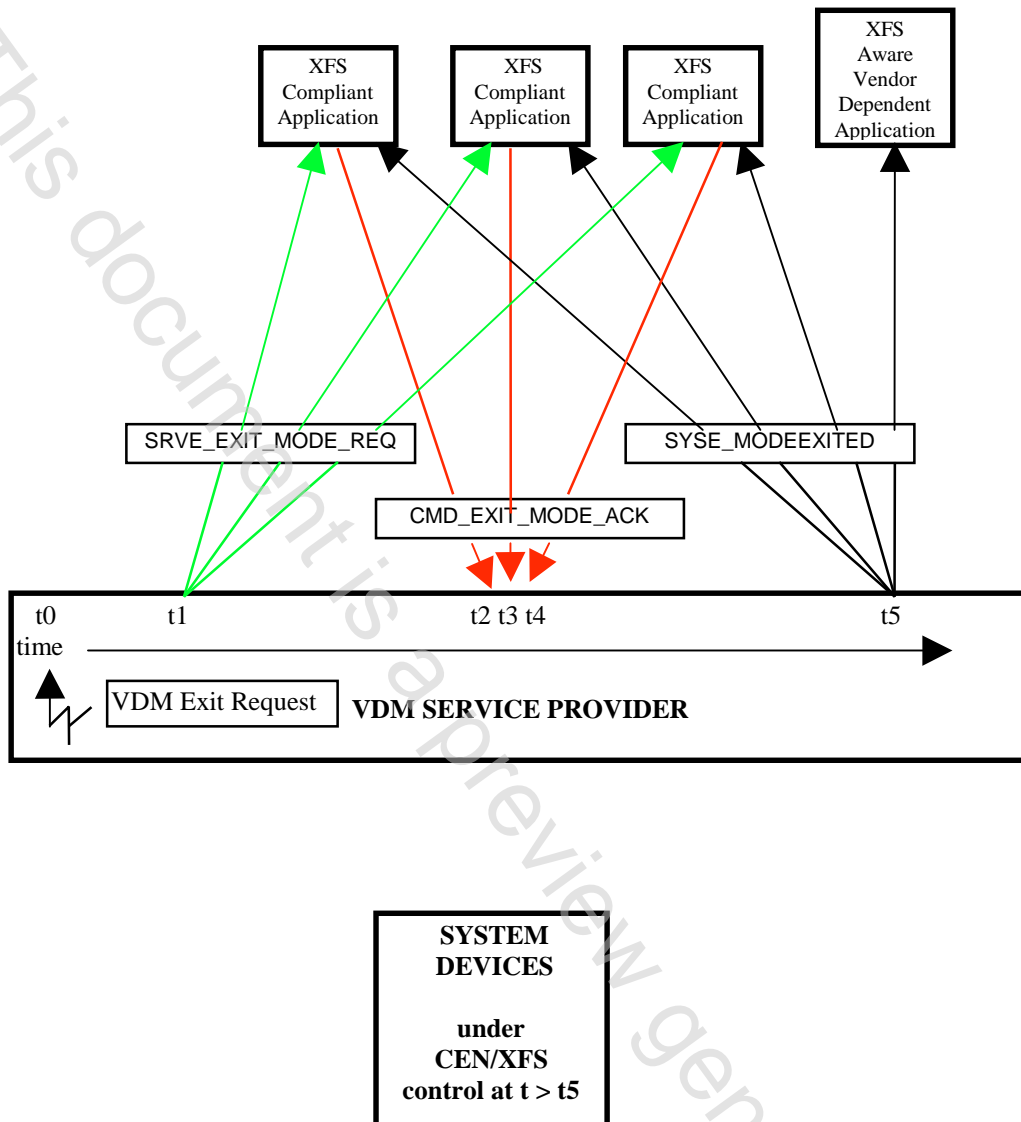 XFS
Compliant
Application
XFS
Compliant
Application
XFS
Compliant
Application
XFS
Aware
Vendor
Dependent
Application
SRVE_EXIT_MODE_REQ
SYSE_MODEEXITED
CMD_EXIT_MODE_ACK
t0
t1
t2 t3 t4
t5
time
VDM Exit Request
VDM SERVICE PROVIDER
SYSTEM
DEVICES
under
CEN/XFS
control at t > t5
This document is a preview gen